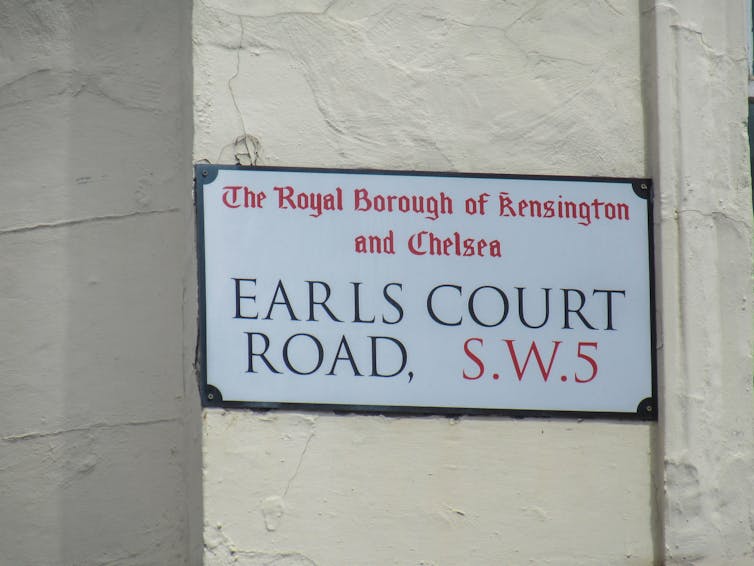 The Royal Borough of Kensington
and Chelsea
EARLS COURT
ROAD, S.W.5